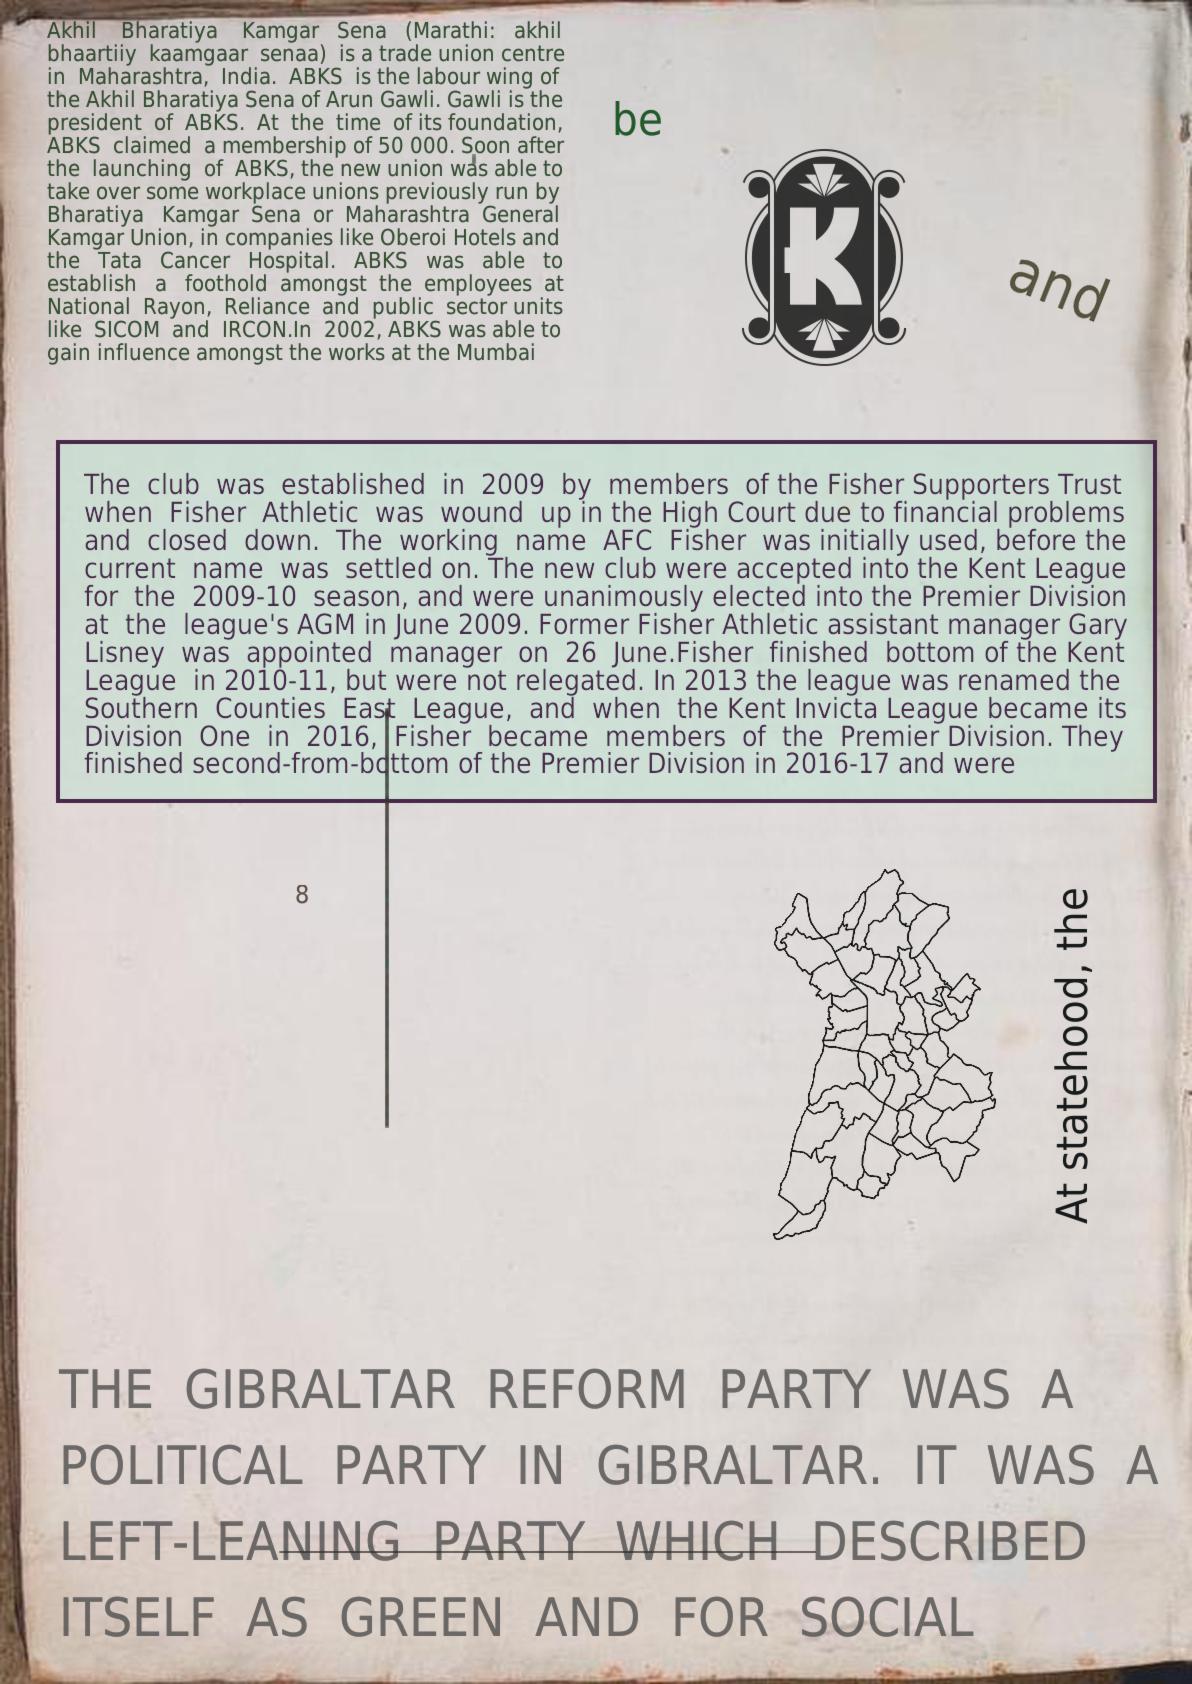 Akhil Bharatiya Kamgar Sena (Marathi: akhil
bhaartiiy kaamgaar senaa) is a trade union centre
in Maharashtra, India. ABKS is the labour wing of
the Akhil Bharatiya Sena of Arun Gawli. Gawli is the
president of ABKS. At the time of its foundation,
ABKS claimed a membership of 50 000. Soon after
the launching of ABKS, the new union was able to
take over some workplace unions previously run by
Bharatiya Kamgar Sena or Maharashtra General
Kamgar Union, in companies like Oberoi Hotels and
the Tata Cancer Hospital. ABKS was able to
establish a foothold amongst the employees at
National Rayon, Reliance and public sector units
like SICOM and IRCON.In 2002, ABKS was able to
gain influence amongst the works at the Mumbai
be
K
and
The club was established in 2009 by members of the Fisher Supporters Trust
when Fisher Athletic was wound up in the High Court due to financial problems
and closed down. The working name AFC Fisher was initially used, before the
current name was settled on. The new club were accepted into the Kent League
for the 2009-10 season, and were unanimously elected into the Premier Division
at the league's AGM in June 2009. Former Fisher Athletic assistant manager Gary
Lisney was appointed manager on 26 June.Fisher finished bottom of the Kent
League in 2010-11, but were not relegated. In 2013 the league was renamed the
Southern Counties East League, and when the Kent Invicta League became its
Division One in 2016, Fisher became members of the Premier Division. They
finished second-from-bottom of the Premier Division in 2016-17 and were
8
At statehood, the
THE GIBRALTAR REFORM PARTY WAS A
POLITICAL PARTY IN GIBRALTAR. IT WAS A
LEFT-LEANING PARTY WHICH DESCRIBED
ITSELF AS GREEN AND FOR SOCIAL